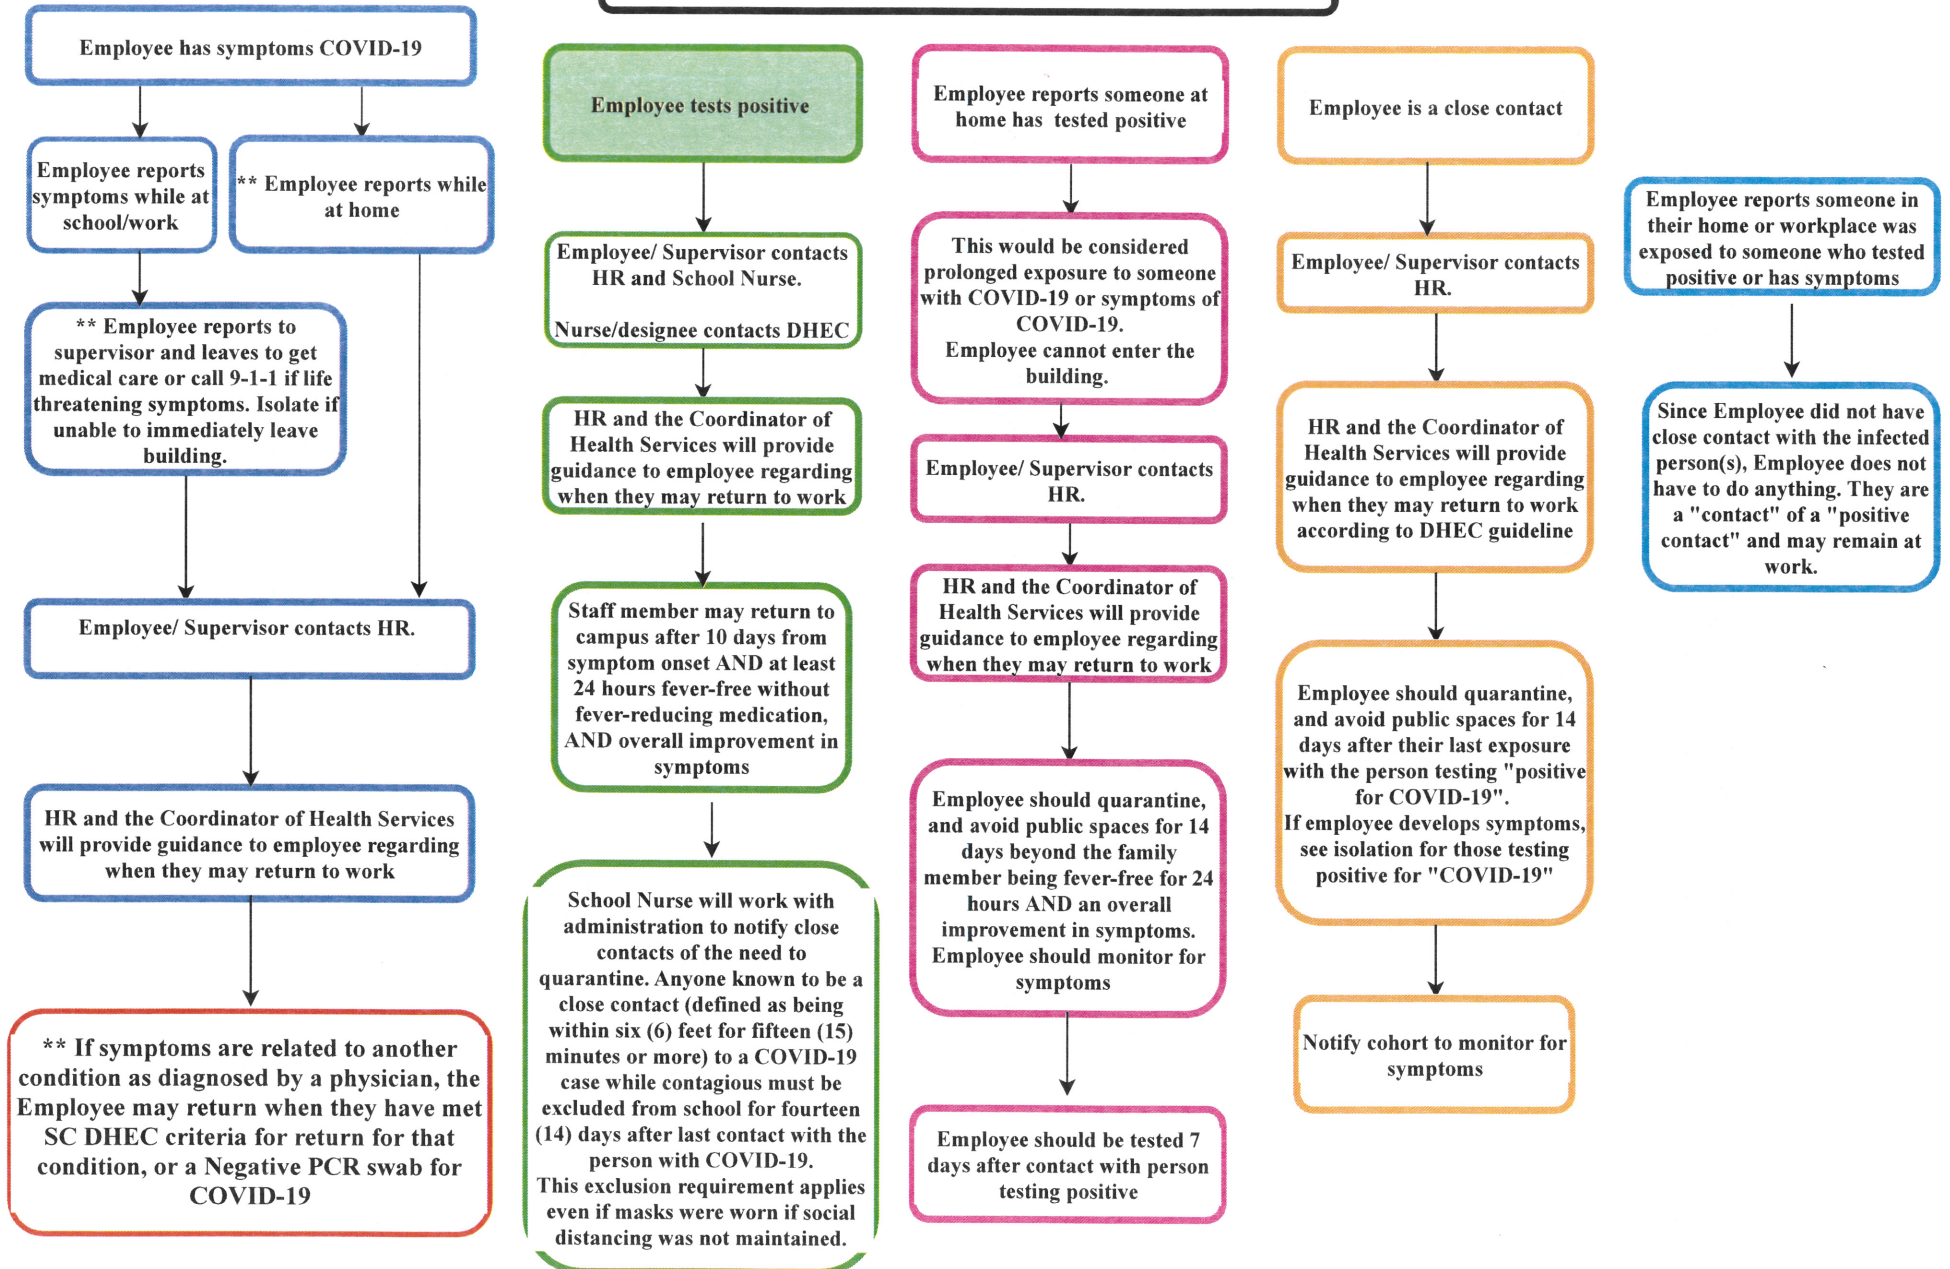 Employee has symptoms COVID-19
Employee reports
symptoms while at
school/work
** Employee reports while
at home
** Employee reports to
supervisor and leaves to get
medical care or call 9-1-1 if life
threatening symptoms. Isolate if
unable to immediately leave
building.
Employee/ Supervisor contacts HR.
HR and the Coordinator of Health Services
will provide guidance to employee regarding
when they may return to work
** If symptoms are related to another
condition as diagnosed by a physician, the
Employee may return when they have met
SC DHEC criteria for return for that
condition, or a Negative PCR swab for
COVID-19
Employee tests positive
Employee/ Supervisor contacts
HR and School Nurse.
Nurse/designee contacts DHEC
HR and the Coordinator of
Health Services will provide
guidance to employee regarding
when they may return to work
Staff member may return to
campus after 10 days from
symptom onset AND at least
24 hours fever-free without
fever-reducing medication,
AND overall improvement in
symptoms
School Nurse will work with
administration to notify close
contacts of the need to
quarantine. Anyone known to be a
close contact (defined as being
within six (6) feet for fifteen (15)
minutes or more) to a COVID-19
case while contagious must be
excluded from school for fourteen
(14) days after last contact with the
person with COVID-19.
This exclusion requirement applies
even if masks were worn if social
distancing was not maintained.
Employee reports someone at
home has tested positive
This would be considered
prolonged exposure to someone
with COVID-19 or symptoms of
COVID-19.
Employee cannot enter the
building.
Employee/ Supervisor contacts
HR.
HR and the Coordinator of
Health Services will provide
guidance to employee regarding
when they may return to work
Employee should quarantine,
and avoid public spaces for 14
days beyond the family
member being fever-free for 24
hours AND an overall
improvement in symptoms.
Employee should monitor for
symptoms
Employee should be tested 7
days after contact with person
testing positive
Employee is a close contact
Employee/ Supervisor contacts
HR.
HR and the Coordinator of
Health Services will provide
guidance to employee regarding
when they may return to work
according to DHEC guideline
Employee should quarantine,
and avoid public spaces for 14
days after their last exposure
with the person testing "positive
for COVID-19".
If employee develops symptoms,
see isolation for those testing
positive for "COVID-19"
Notify cohort to monitor for
symptoms
Employee reports someone in
their home or workplace was
exposed to someone who tested
positive or has symptoms
Since Employee did not have
close contact with the infected
person(s), Employee does not
have to do anything. They are
a "contact" of a "positive
contact" and may remain at
work.